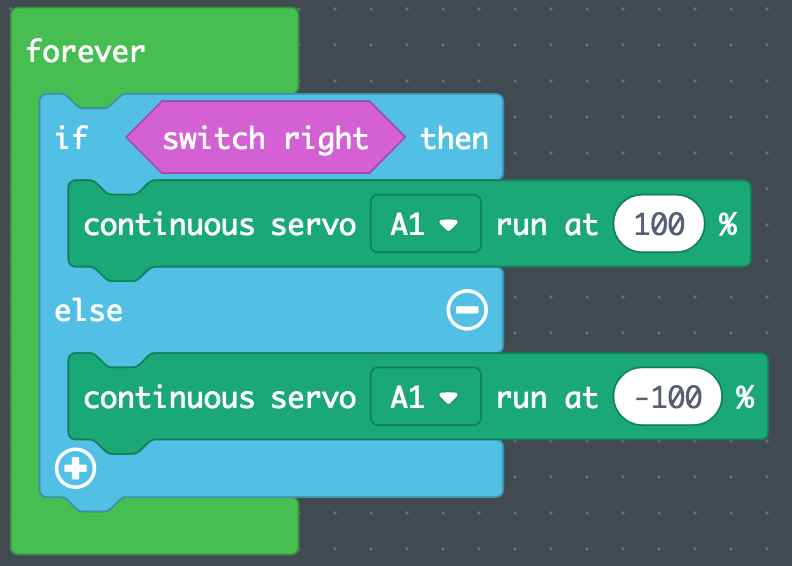 forever
if switch right then
continuous servo A1 run at 100 %
else
continuous servo A1 run at -100 %